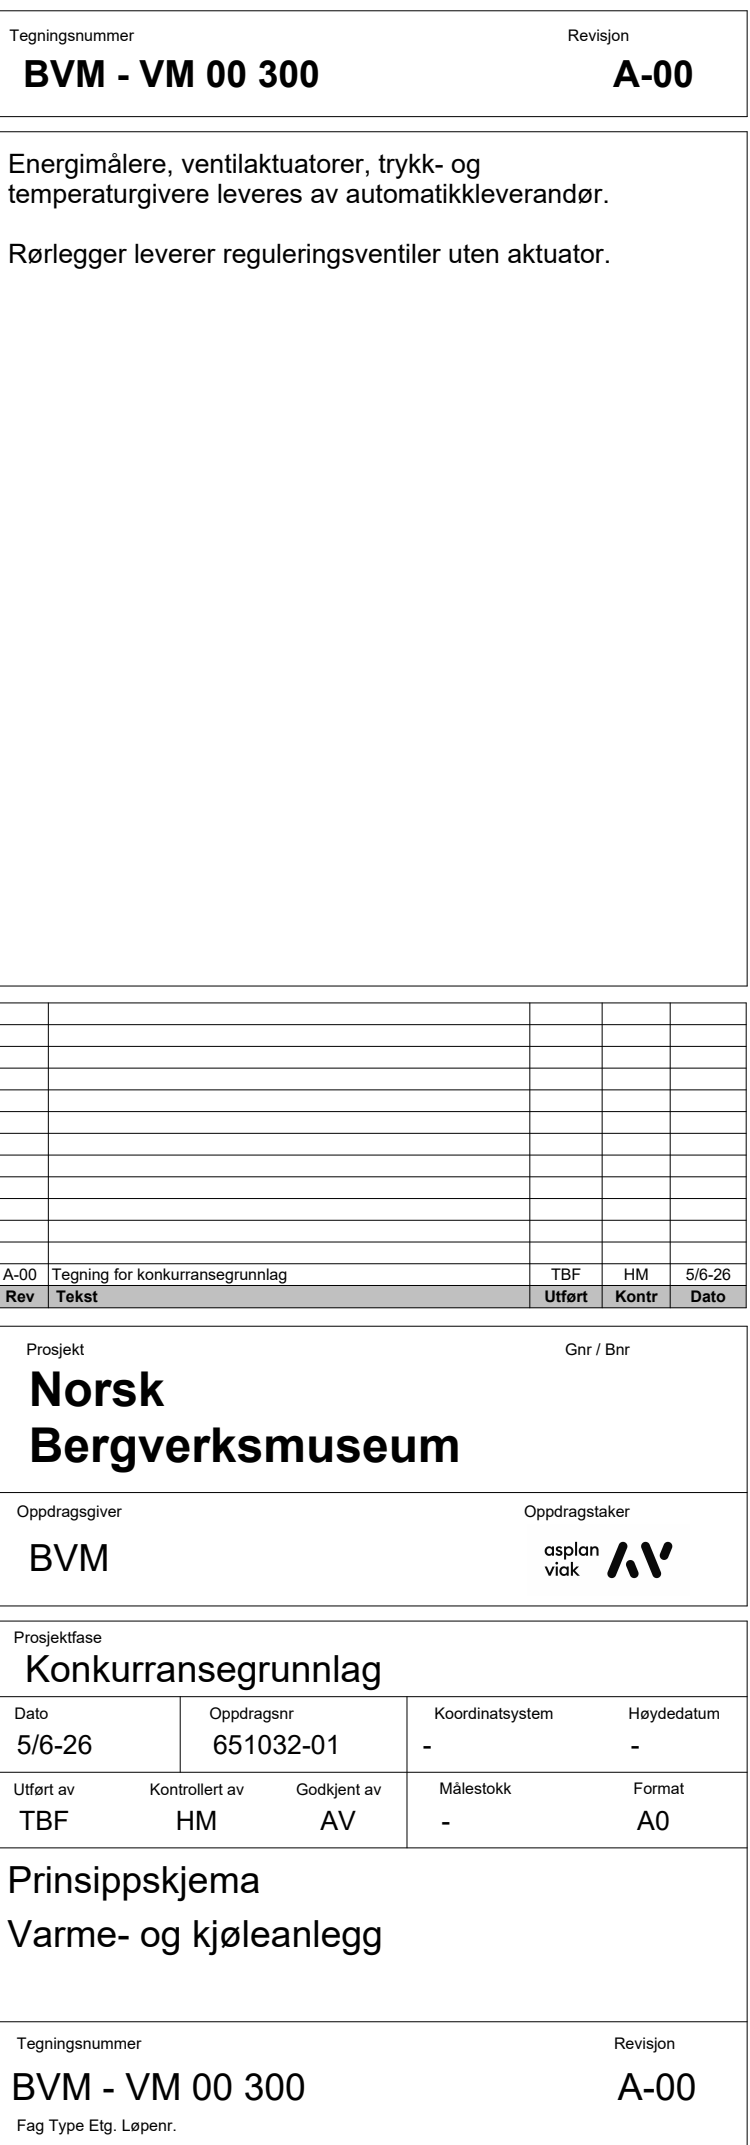 Tegningsnummer Revisjon
BVM - VM 00 300 A-00
Energimålere, ventilaktuatorer, trykk- og
temperaturgivere leveres av automatikkleverandør.
Rørlegger leverer reguleringsventiler uten aktuator.
A-00 Tegning for konkurransegrunnlag TBF HM 5/6-26
Rev Tekst Utført Kontr Dato
Prosjekt Gnr / Bnr
Norsk
Bergverksmuseum
Oppdragsgiver Oppdragstaker
BVM asplan
viak
Prosjektfase
Konkurransegrunnlag
Dato Oppdragsnr Koordinatsystem Høydedatum
5/6-26 651032-01 - -
Utført av Kontrollert av Godkjent av Målestokk Format
TBF HM AV - A0
Prinsippskjema
Varme- og kjøleanlegg
Tegningsnummer Revisjon
BVM - VM 00 300 A-00
Fag Type Etg. Løpenr.